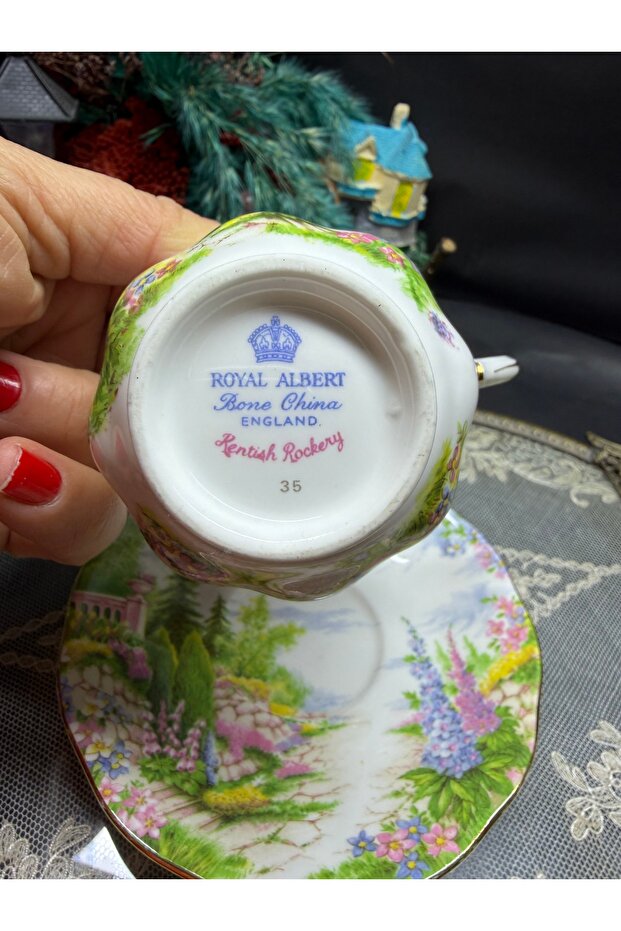 ROYAL ALBERT
Bone China
ENGLAND.
Kentish Rockery
35